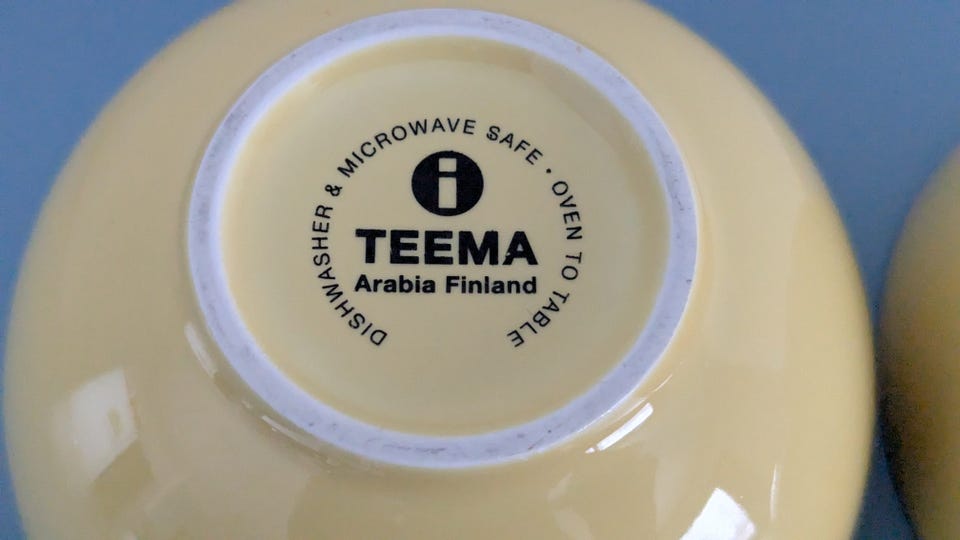 DISHWASHER & MICROWAVE SAFE • OVEN TO TABLE
i
TEEMA
Arabia Finland